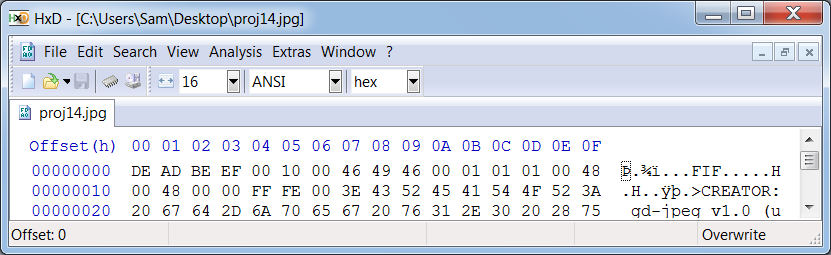 HxD - [C:\Users\Sam\Desktop\proj14.jpg]
File Edit Search View Analysis Extras Window ?
16 ANSI hex
proj14.jpg
Offset(h) 00 01 02 03 04 05 06 07 08 09 0A 0B 0C 0D 0E 0F
00000000 DE AD BE EF 00 10 00 46 49 46 00 01 01 01 00 48 Þ.¾ï...FIF.....H
00000010 00 48 00 00 FF FE 00 3E 43 52 45 41 54 4F 52 3A .H..ÿþ.>CREATOR:
00000020 20 67 64 2D 6A 70 65 67 20 76 31 2E 30 20 28 75 gd-jpeg v1.0 (u
Offset: 0 Overwrite